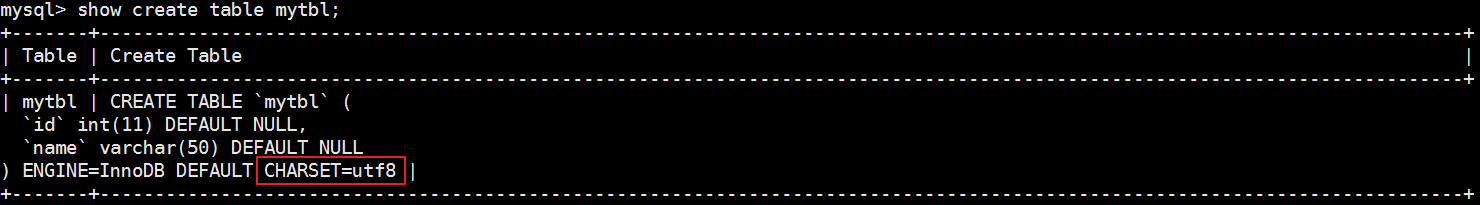 mysql> show create table mytbl;
+-------+----------------------------------------------------------------------------------------------------------------------------+
| Table | Create Table                                                                                                               |
+-------+----------------------------------------------------------------------------------------------------------------------------+
| mytbl | CREATE TABLE `mytbl` (
  `id` int(11) DEFAULT NULL,
  `name` varchar(50) DEFAULT NULL
) ENGINE=InnoDB DEFAULT CHARSET=utf8 |
+-------+----------------------------------------------------------------------------------------------------------------------------+